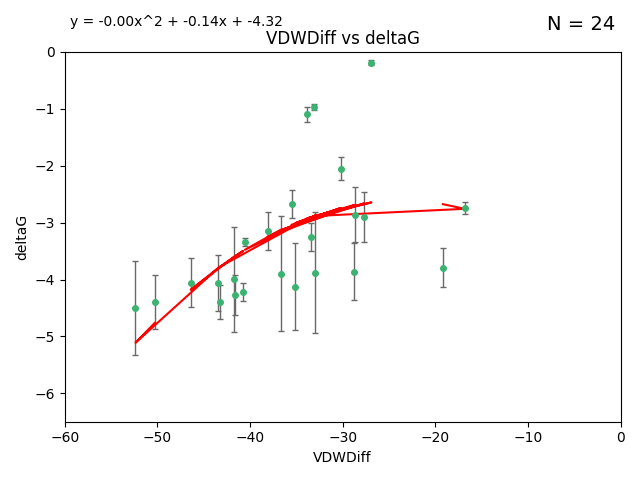 y = -0.00x^2 + -0.14x + -4.32
N = 24
VDWDiff vs deltaG
0
−1
−2
−3
−4
−5
−6
deltaG
−60 −50 −40 −30 −20 −10 0
VDWDiff